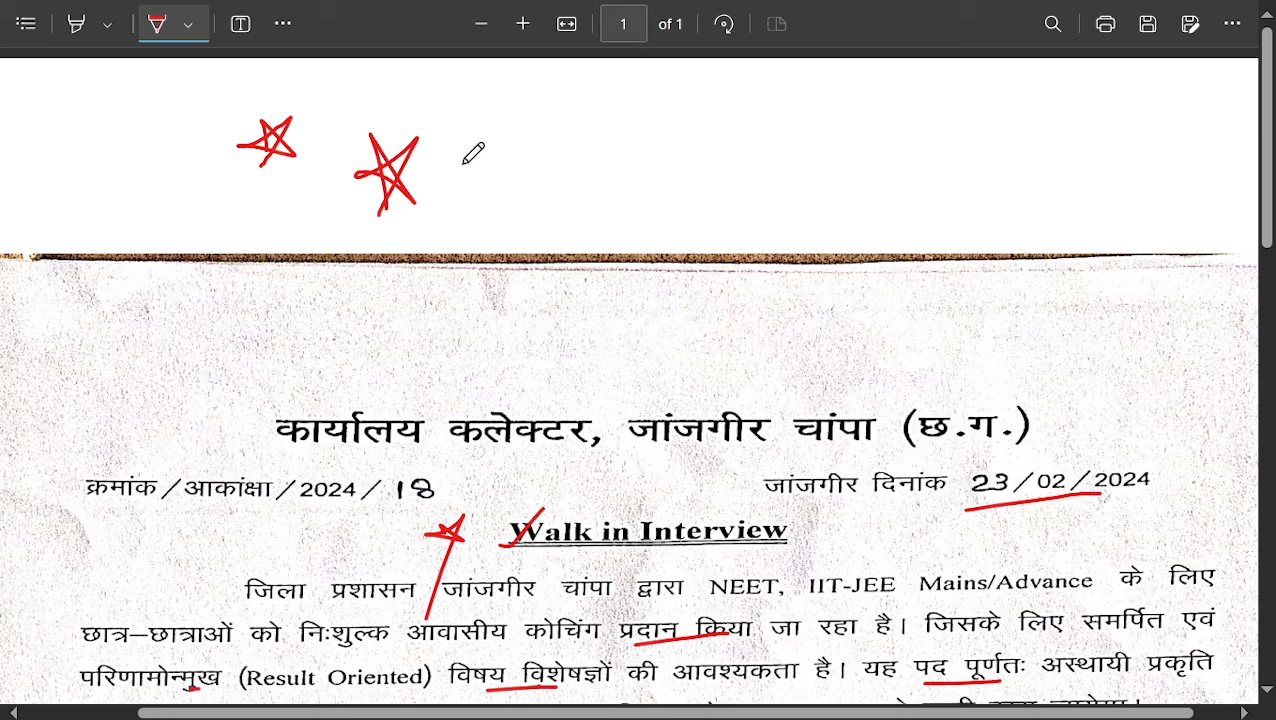 1 of 1
कार्यालय कलेक्टर, जांजगीर चांपा (छ.ग.)
क्रमांक/आकांक्षा/2024/18
जांजगीर दिनांक 23/02/2024
Walk in Interview
जिला प्रशासन जांजगीर चांपा द्वारा NEET, IIT-JEE Mains/Advance के लिए
छात्र–छात्राओं को निःशुल्क आवासीय कोचिंग प्रदान किया जा रहा है। जिसके लिए समर्पित एवं
परिणामोन्मुख (Result Oriented) विषय विशेषज्ञों की आवश्यकता है। यह पद पूर्णतः अस्थायी प्रकृति